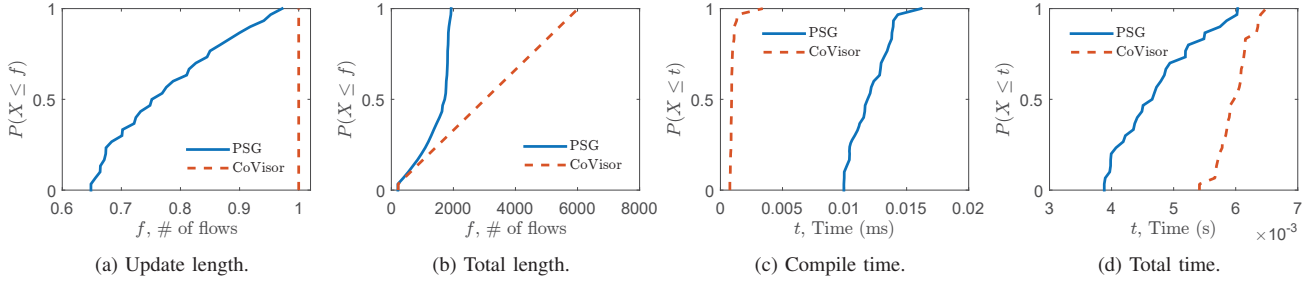 1
0.5
0
0.6
0.7
0.8
0.9
1
P(X ≤ f)
f, # of flows
PSG
CoVisor
(a) Update length.
1
0.5
0
0
2000
4000
6000
8000
P(X ≤ f)
f, # of flows
PSG
CoVisor
(b) Total length.
1
0.5
0
0
0.005
0.01
0.015
0.02
P(X ≤ t)
t, Time (ms)
PSG
CoVisor
(c) Compile time.
1
0.5
0
3
4
5
6
7
×10⁻³
P(X ≤ t)
t, Time (s)
PSG
CoVisor
(d) Total time.